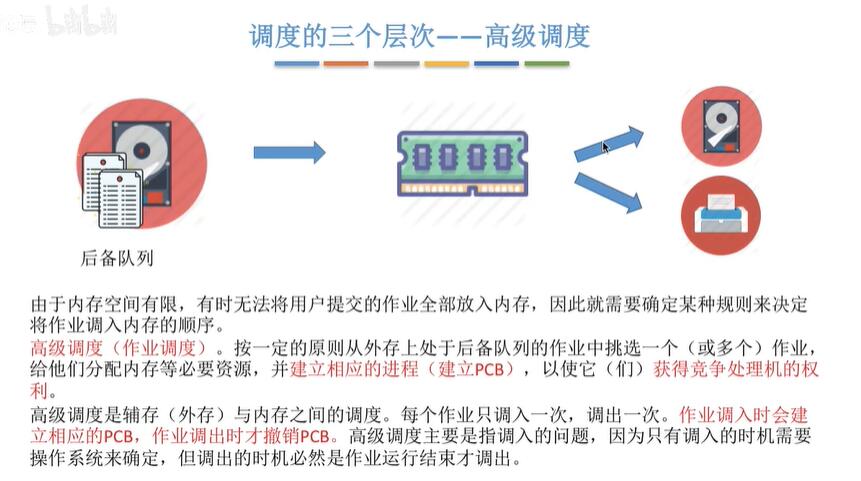 bilibili
调度的三个层次——高级调度
后备队列
由于内存空间有限，有时无法将用户提交的作业全部放入内存，因此就需要确定某种规则来决定
将作业调入内存的顺序。
高级调度（作业调度）。按一定的原则从外存上处于后备队列的作业中挑选一个（或多个）作业，
给他们分配内存等必要资源，并建立相应的进程（建立PCB），以使它（们）获得竞争处理机的权
利。
高级调度是辅存（外存）与内存之间的调度。每个作业只调入一次，调出一次。作业调入时会建
立相应的PCB，作业调出时才撤销PCB。高级调度主要是指调入的问题，因为只有调入的时机需要
操作系统来确定，但调出的时机必然是作业运行结束才调出。